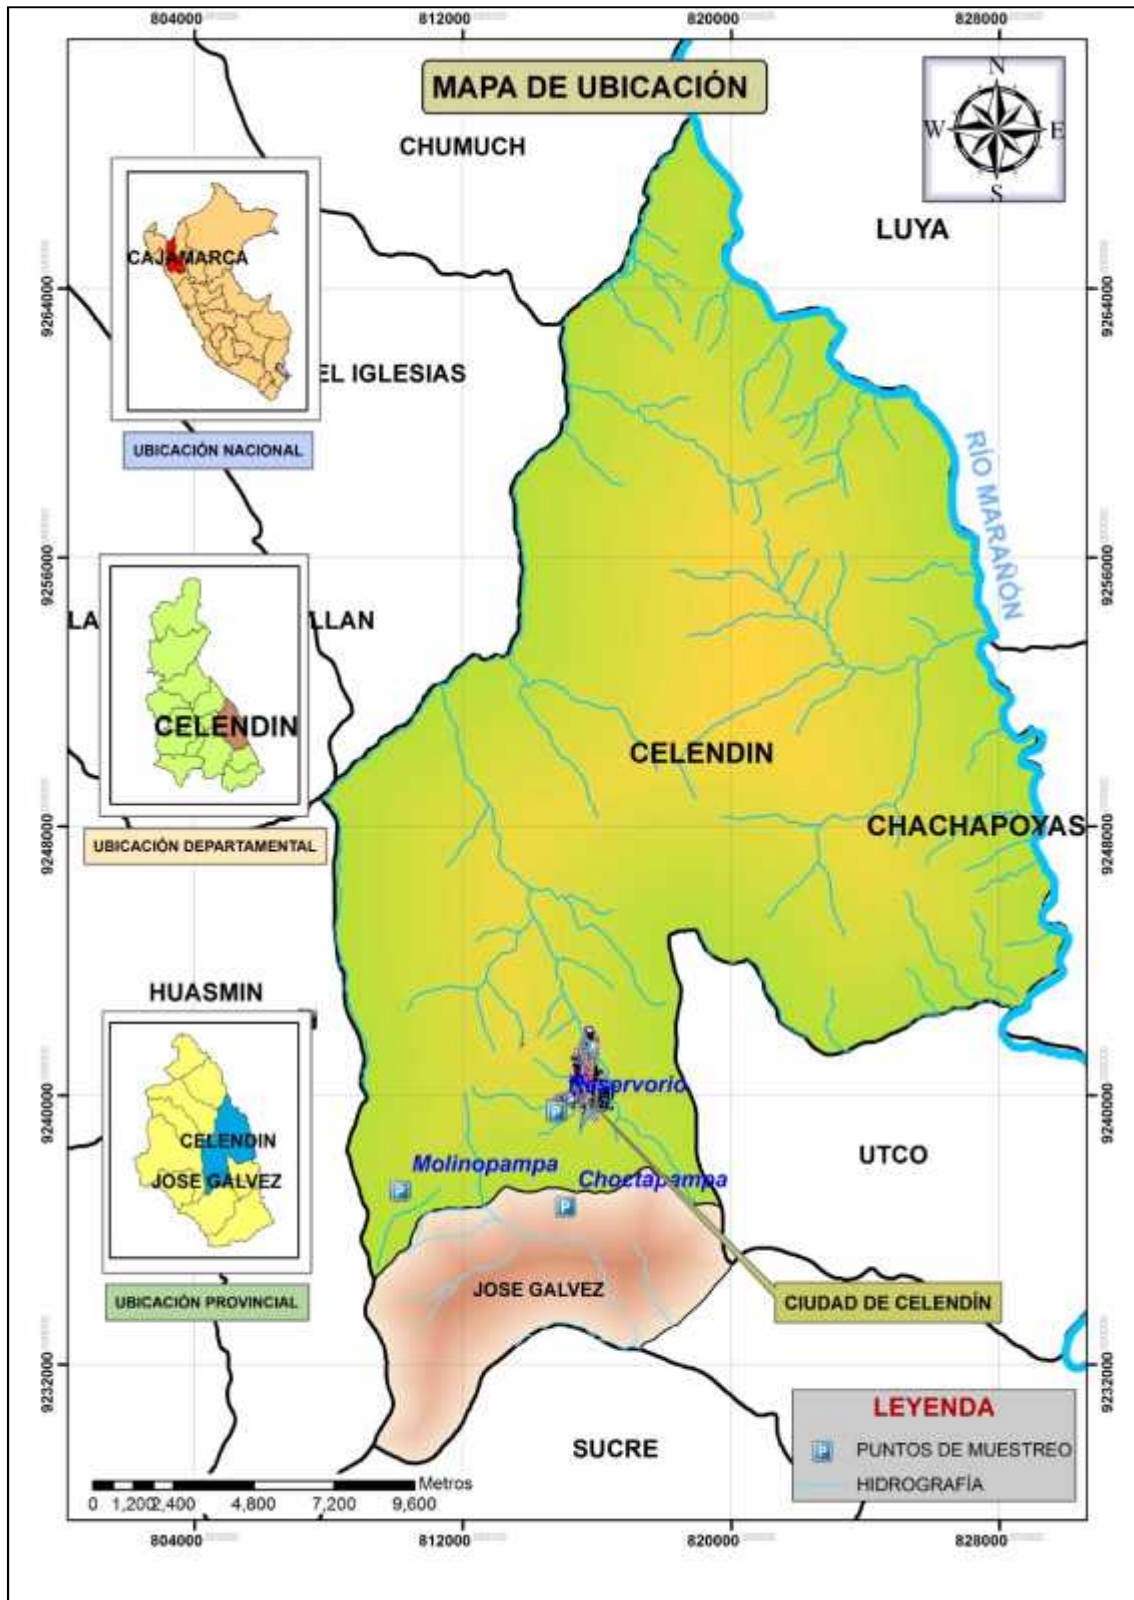 804000 812000 820000 828000
MAPA DE UBICACIÓN
N
W E
S
CHUMUCH
LUYA
CAJAMARCA
9264000 9264000
EL IGLESIAS
UBICACIÓN NACIONAL
RÍO MARAÑÓN
9256000 9256000
LA LLAN
CELENDIN
CELENDIN
CHACHAPOYAS
UBICACIÓN DEPARTAMENTAL
9248000 9248000
HUASMIN
Reservorio
9240000 9240000
CELENDIN
JOSE GALVEZ
UTCO
Molinopampa
Choctapampa
JOSE GALVEZ
UBICACIÓN PROVINCIAL
CIUDAD DE CELENDÍN
9232000 9232000
LEYENDA
PUNTOS DE MUESTREO
HIDROGRAFÍA
SUCRE
Metros
0 1,200 2,400 4,800 7,200 9,600
804000 812000 820000 828000
P
P
P
P